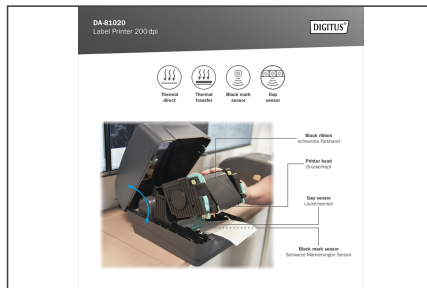 DA-81020
Label Printer 200 dpi
DIGITUS®
Thermal direct
Thermal transfer
Black mark sensor
Gap sensor
Black ribbon
schwarzes Farbband
Printer head
Druckerkopf
Gap sensor
Lückensensor
Black mark sensor
Schwarze Markierungen Sensor